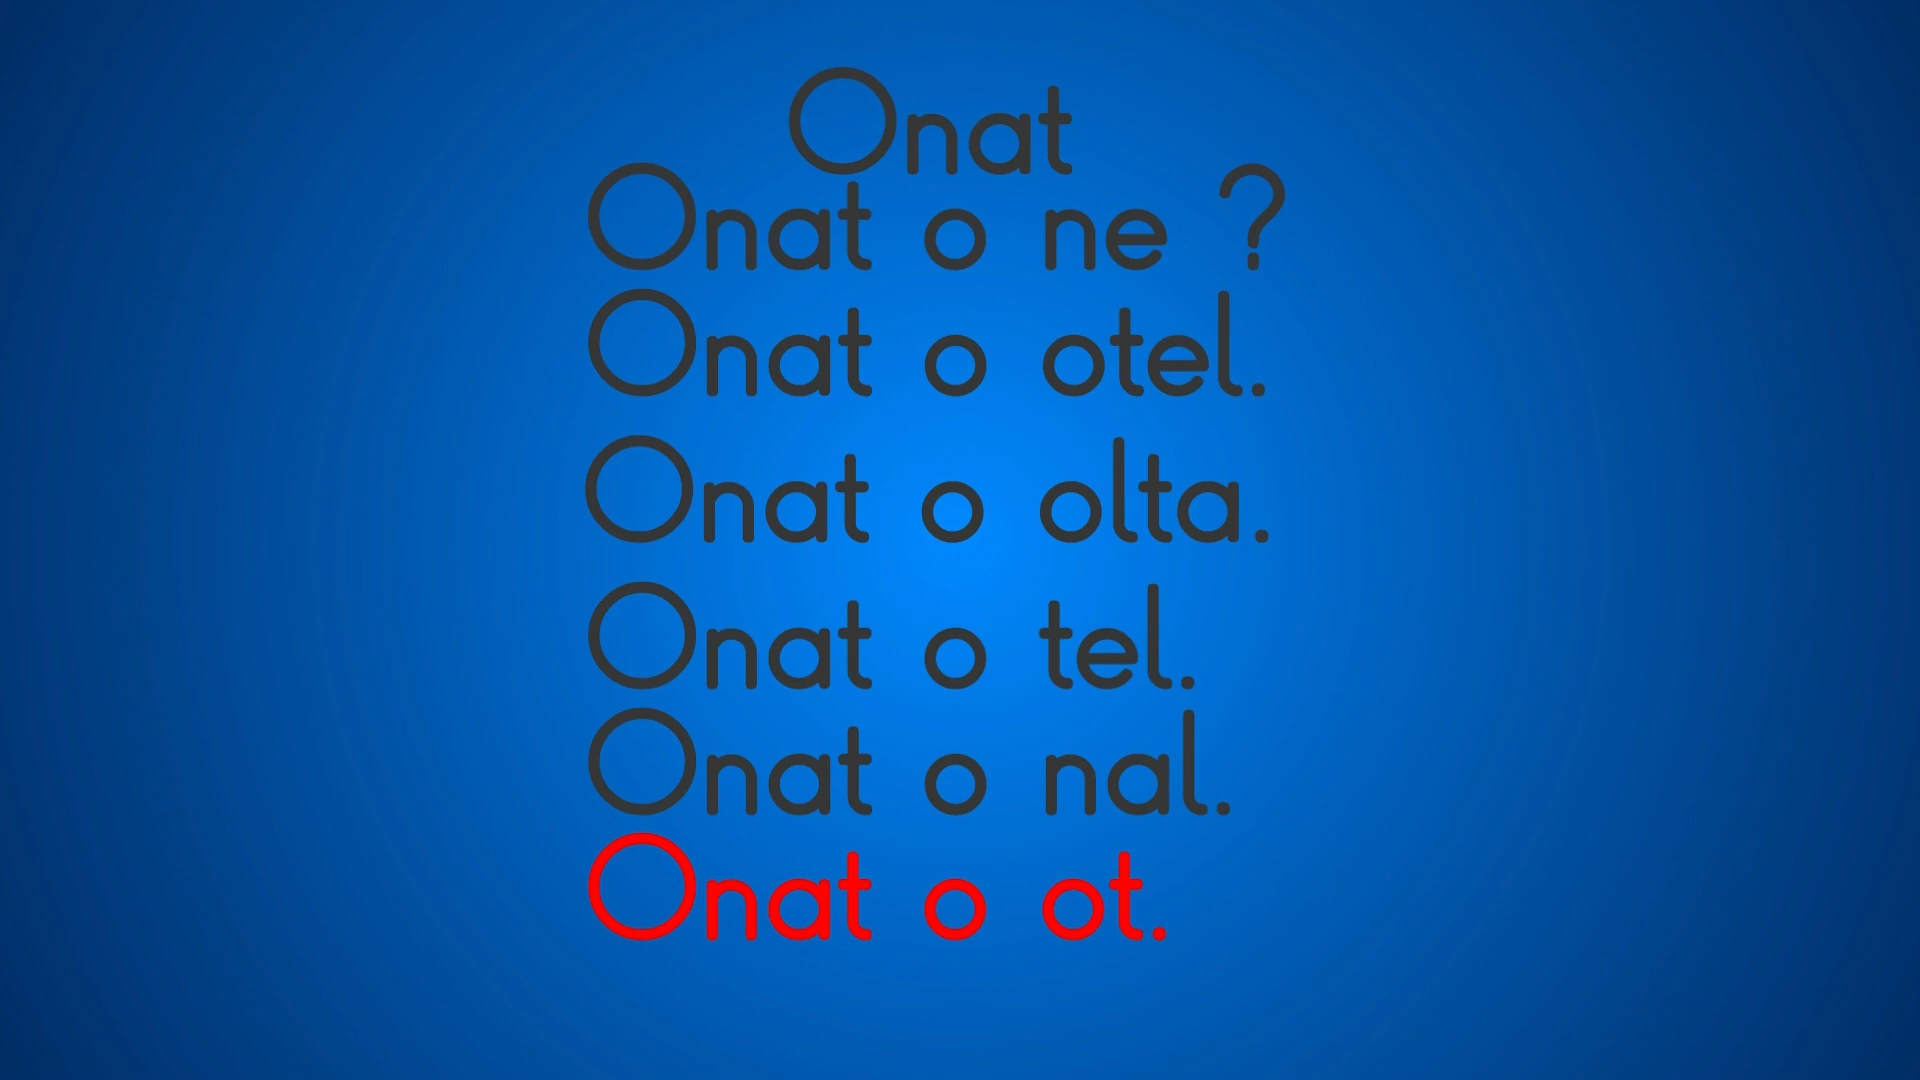 Onat
Onat o ne ?
Onat o otel.
Onat o olta.
Onat o tel.
Onat o nal.
Onat o ot.